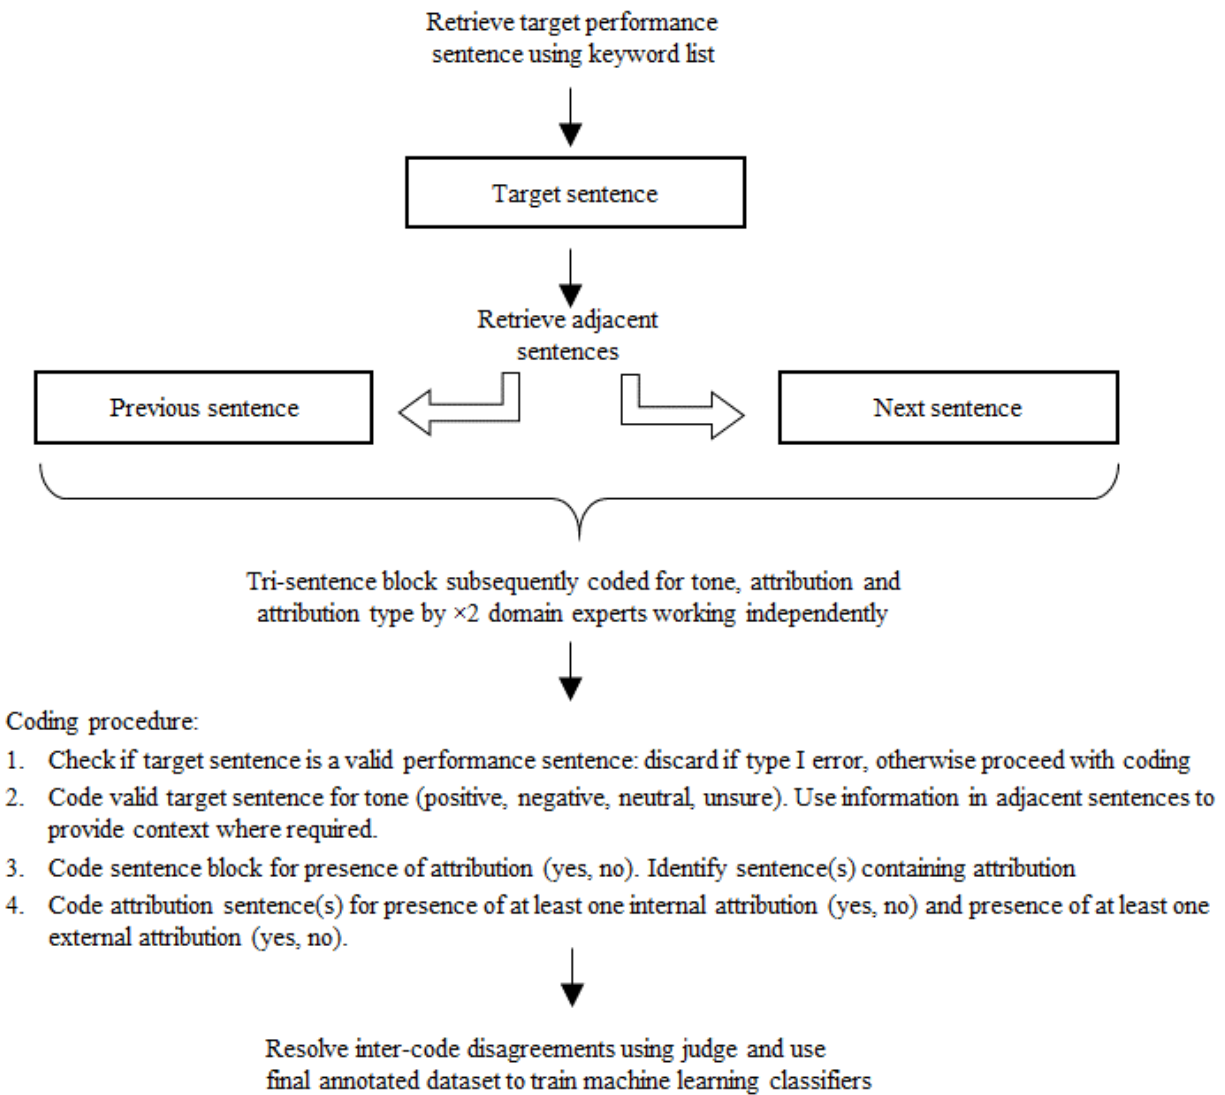 Retrieve target performance
sentence using keyword list
Target sentence
Retrieve adjacent
sentences
Previous sentence
Next sentence
Tri-sentence block subsequently coded for tone, attribution and
attribution type by ×2 domain experts working independently
Coding procedure:
1. Check if target sentence is a valid performance sentence: discard if type I error, otherwise proceed with coding
2. Code valid target sentence for tone (positive, negative, neutral, unsure). Use information in adjacent sentences to
provide context where required.
3. Code sentence block for presence of attribution (yes, no). Identify sentence(s) containing attribution
4. Code attribution sentence(s) for presence of at least one internal attribution (yes, no) and presence of at least one
external attribution (yes, no).
Resolve inter-code disagreements using judge and use
final annotated dataset to train machine learning classifiers